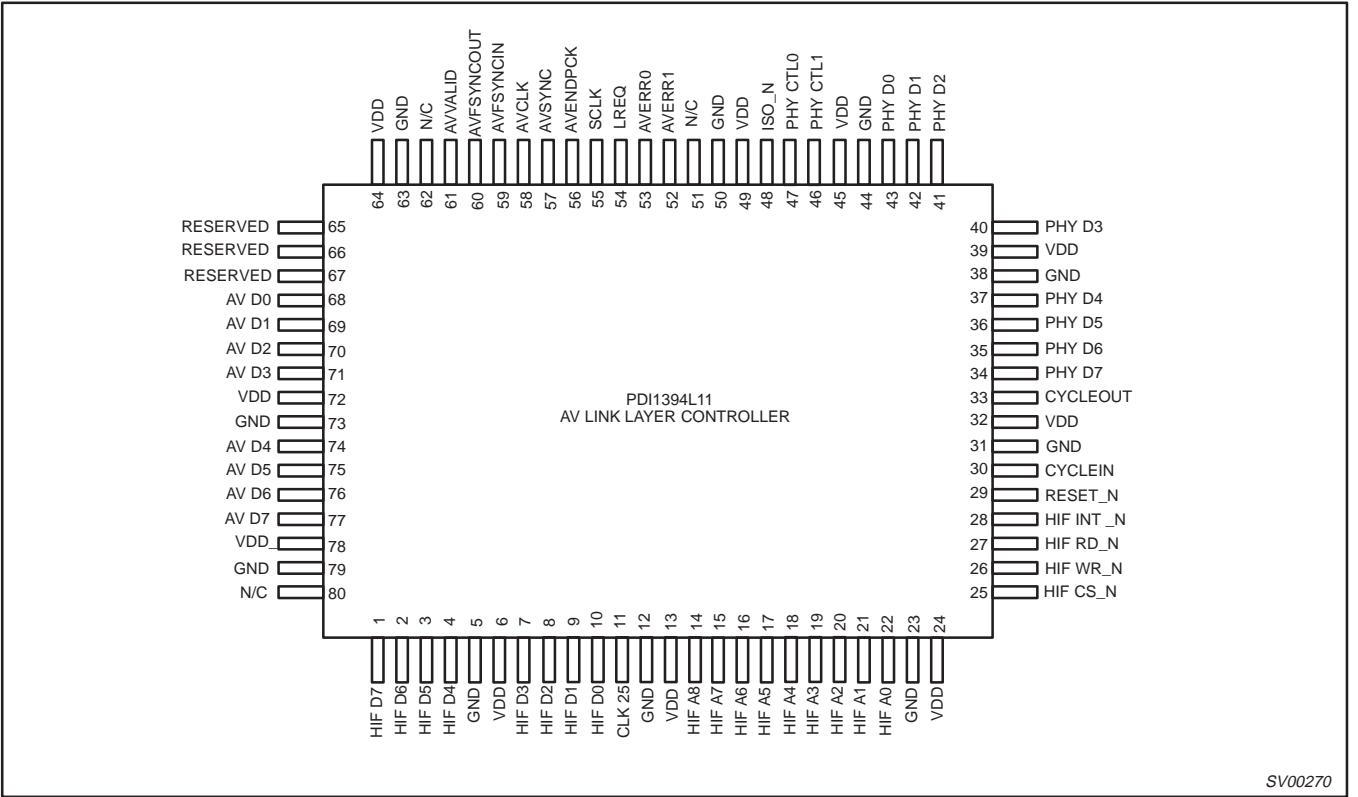 VDD
GND
N/C
AVVALID
AVFSYNCOUT
AVFSYNCIN
AVCLK
AVSYNC
AVENDPCK
SCLK
LREQ
AVERR0
AVERR1
N/C
GND
VDD
ISO_N
PHY CTL0
PHY CTL1
VDD
GND
PHY D0
PHY D1
PHY D2
64
63
62
61
60
59
58
57
56
55
54
53
52
51
50
49
48
47
46
45
44
43
42
41
RESERVED 65
RESERVED 66
RESERVED 67
AV D0 68
AV D1 69
AV D2 70
AV D3 71
VDD 72
GND 73
AV D4 74
AV D5 75
AV D6 76
AV D7 77
VDD_ 78
GND 79
N/C 80
PDI1394L11
AV LINK LAYER CONTROLLER
40 PHY D3
39 VDD
38 GND
37 PHY D4
36 PHY D5
35 PHY D6
34 PHY D7
33 CYCLEOUT
32 VDD
31 GND
30 CYCLEIN
29 RESET_N
28 HIF INT _N
27 HIF RD_N
26 HIF WR_N
25 HIF CS_N
1
2
3
4
5
6
7
8
9
10
11
12
13
14
15
16
17
18
19
20
21
22
23
24
HIF D7
HIF D6
HIF D5
HIF D4
GND
VDD
HIF D3
HIF D2
HIF D1
HIF D0
CLK 25
GND
VDD
HIF A8
HIF A7
HIF A6
HIF A5
HIF A4
HIF A3
HIF A2
HIF A1
HIF A0
GND
VDD
SV00270